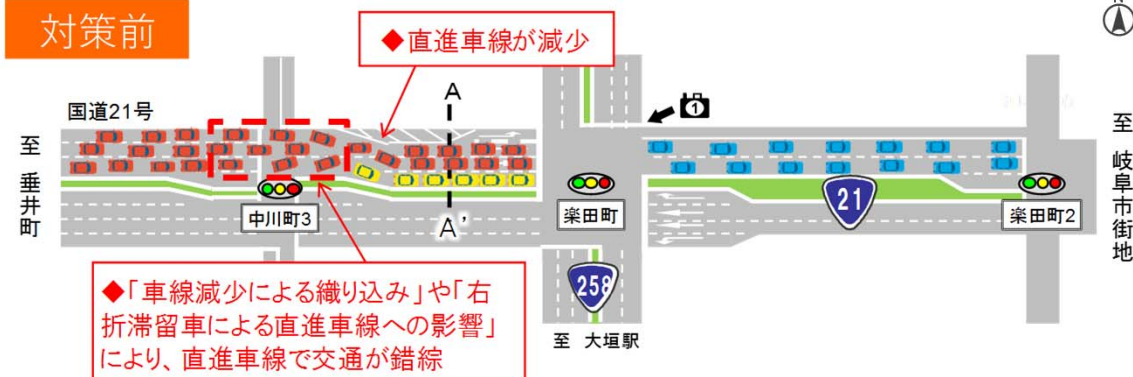 対策前
◆直進車線が減少
N
国道21号
A
1
至 垂井町
中川町3
A'
楽田町
21
楽田町2
至 岐阜市街地
258
至 大垣駅
◆「車線減少による織り込み」や「右
折滞留車による直進車線への影響」
により、直進車線で交通が錯綜